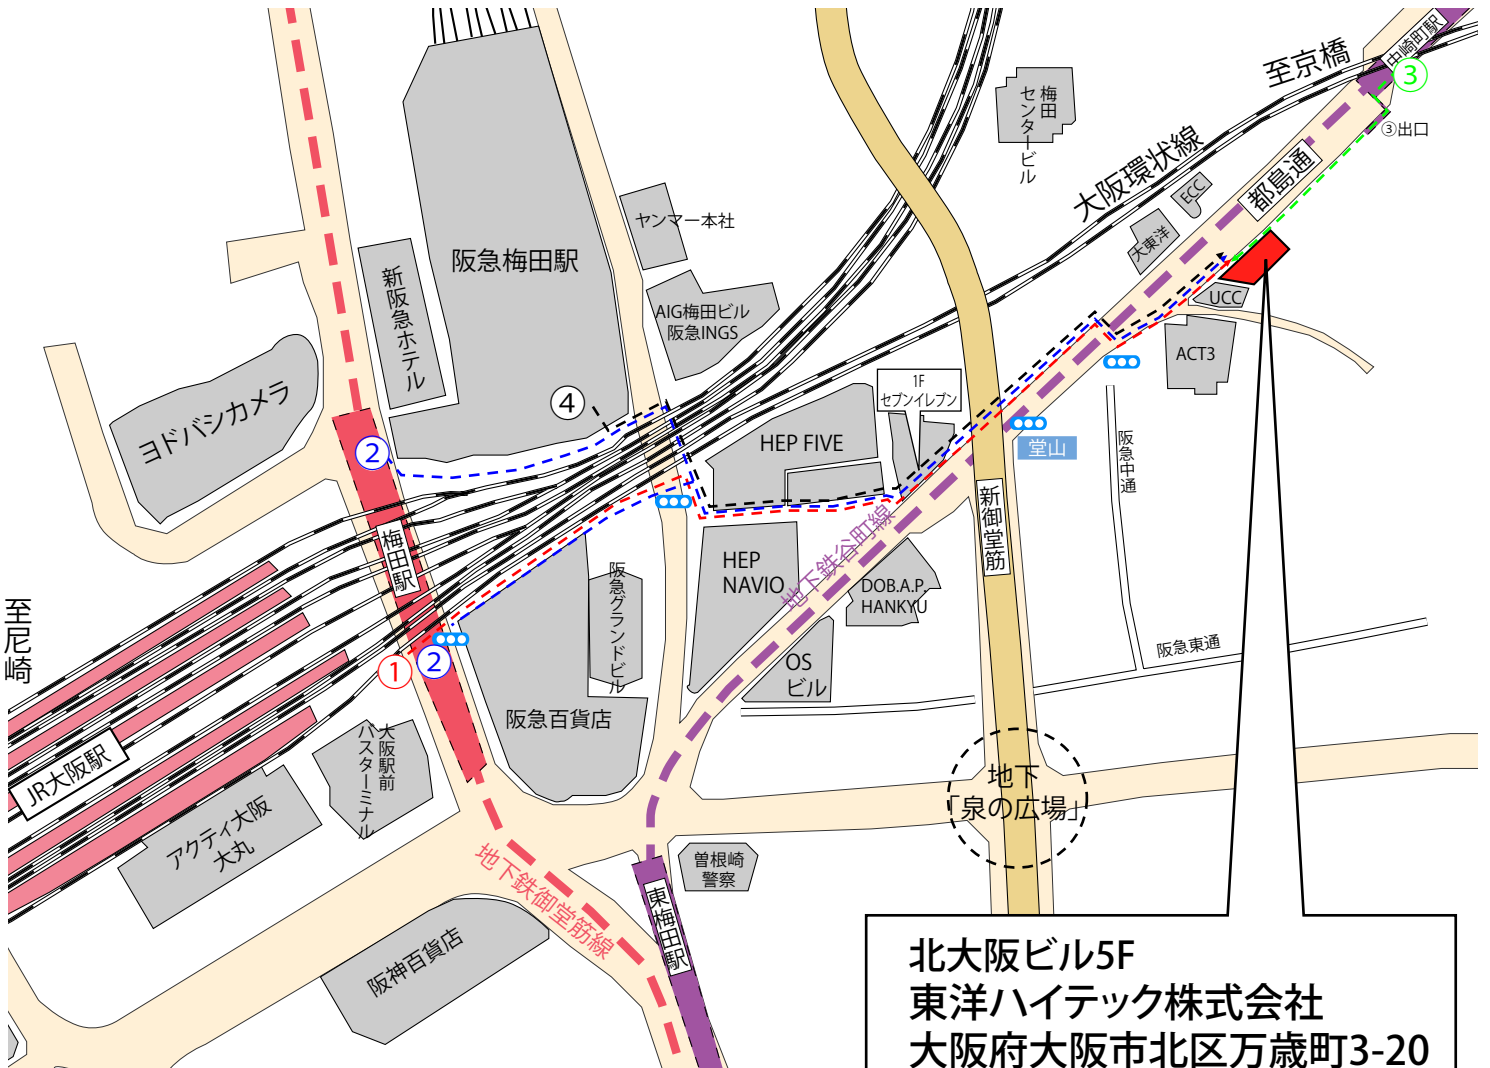 中崎町駅
至京橋
③
③出口
梅田
センタービル
大阪環状線
都島通
ECC
大東洋
UCC
ACT3
ヤンマー本社
阪急梅田駅
新阪急ホテル
AIG梅田ビル
阪急INGS
ヨドバシカメラ
④
②
1F
セブンイレブン
HEP FIVE
堂山
阪急中通
新御堂筋
梅田駅
HEP
NAVIO
地下鉄谷町線
DOB.A.P.
HANKYU
阪急グランドビル
至尼崎
①
②
OS
ビル
阪急東通
阪急百貨店
大阪駅前
バスターミナル
JR大阪駅
アクティ大阪
大丸
地下
「泉の広場」
地下鉄御堂筋線
曽根崎
警察
東梅田駅
阪神百貨店
北大阪ビル5F
東洋ハイテック株式会社
大阪府大阪市北区万歳町3-20